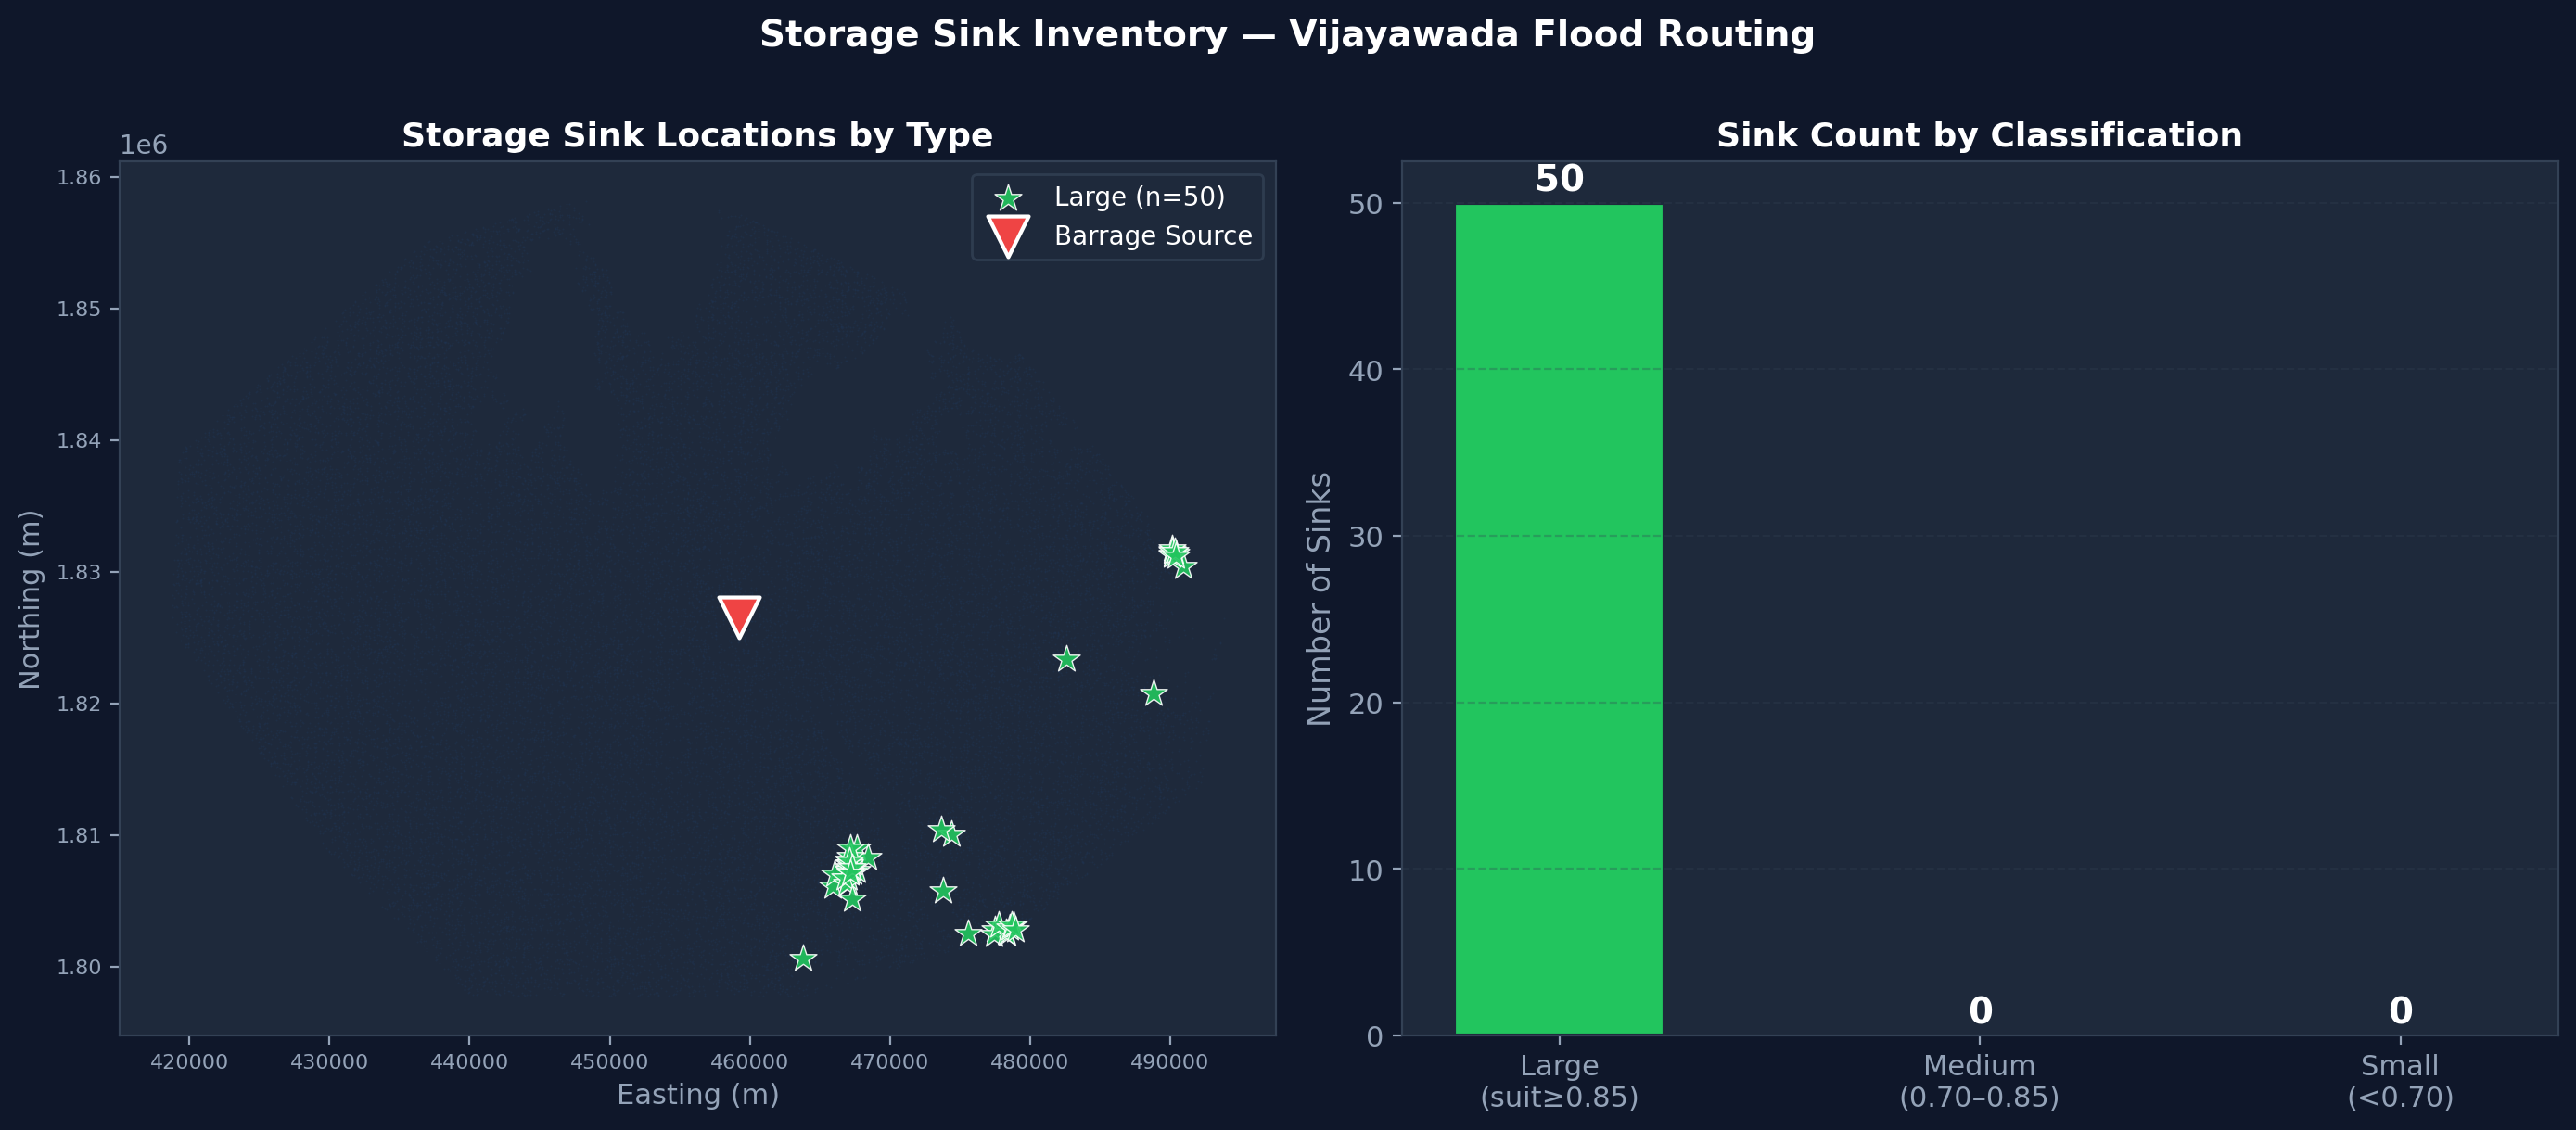 Storage Sink Inventory — Vijayawada Flood Routing
Storage Sink Locations by Type
1e6
1.86
1.85
1.84
1.83
1.82
1.81
1.80
Northing (m)
420000 430000 440000 450000 460000 470000 480000 490000
Easting (m)
Large (n=50)
Barrage Source
Sink Count by Classification
50
40
30
20
10
0
Number of Sinks
50
0
0
Large
(suit≥0.85)
Medium
(0.70–0.85)
Small
(<0.70)